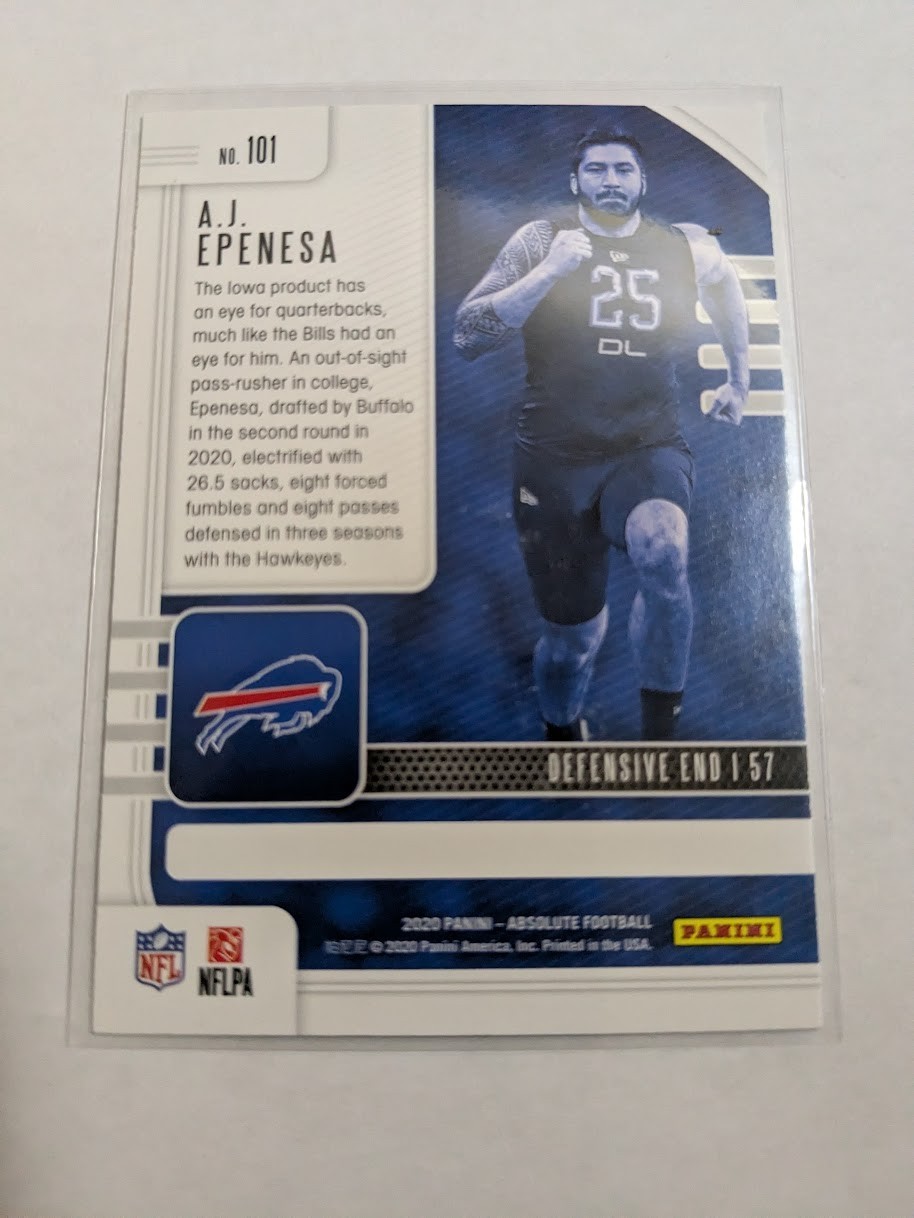 NO. 101
A.J.
EPENESA
The Iowa product has
an eye for quarterbacks,
much like the Bills had an
eye for him. An out-of-sight
pass-rusher in college,
Epenesa, drafted by Buffalo
in the second round in
2020, electrified with
26.5 sacks, eight forced
fumbles and eight passes
defensed in three seasons
with the Hawkeyes.
25
DL
DEFENSIVE END | 57
2020 PANINI – ABSOLUTE FOOTBALL
© 2020 Panini America, Inc. Printed in the USA.
PANINI
NFL
NFLPA